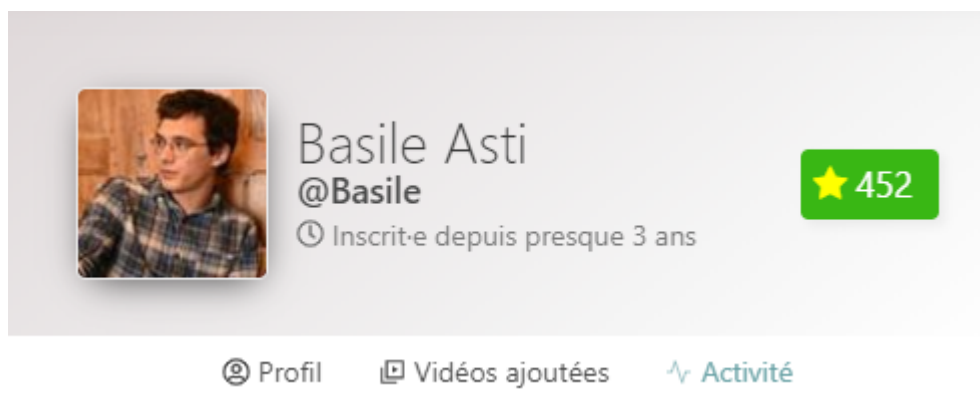 Basile Asti
@Basile
452
Inscrit·e depuis presque 3 ans
Profil Vidéos ajoutées Activité